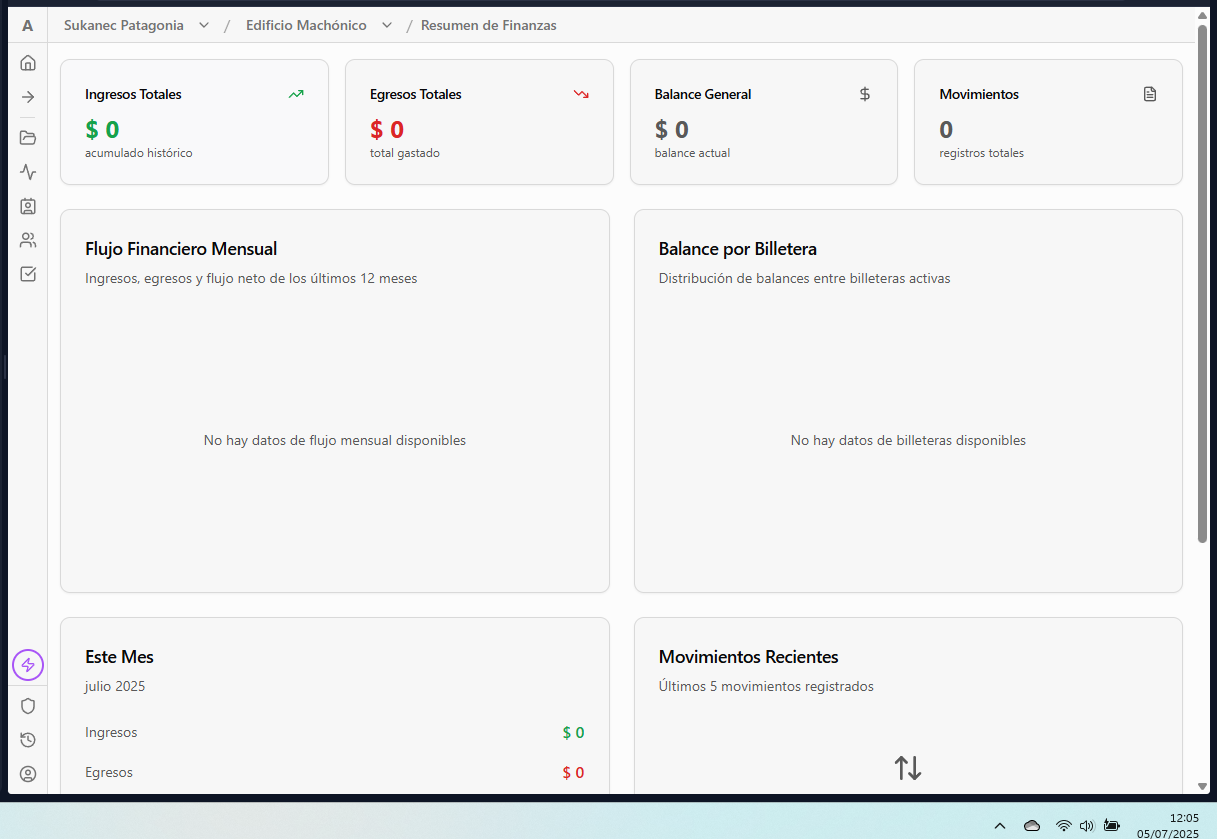 A
Sukanec Patagonia / Edificio Machónico / Resumen de Finanzas
Ingresos Totales
$ 0
acumulado histórico
Egresos Totales
$ 0
total gastado
Balance General
$
$ 0
balance actual
Movimientos
0
registros totales
Flujo Financiero Mensual
Ingresos, egresos y flujo neto de los últimos 12 meses
No hay datos de flujo mensual disponibles
Balance por Billetera
Distribución de balances entre billeteras activas
No hay datos de billeteras disponibles
Este Mes
julio 2025
Ingresos $ 0
Egresos $ 0
Movimientos Recientes
Últimos 5 movimientos registrados
12:05
05/07/2025